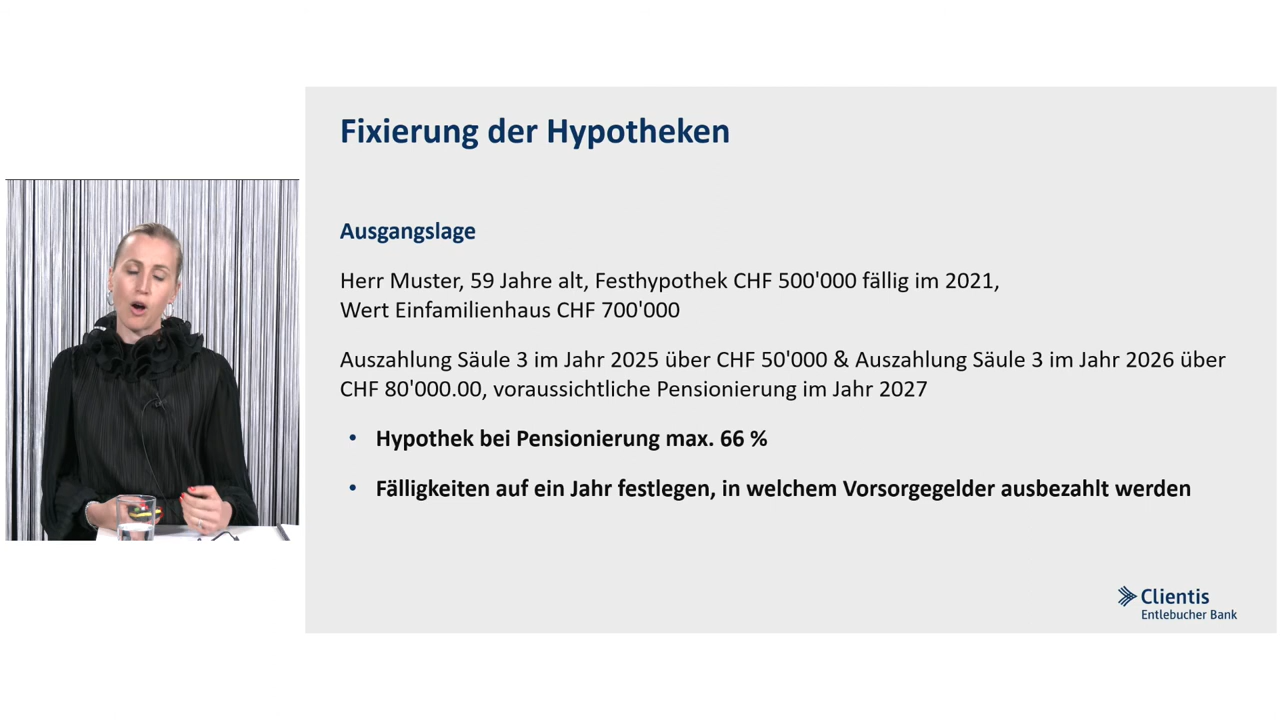 Fixierung der Hypotheken
Ausgangslage
Herr Muster, 59 Jahre alt, Festhypothek CHF 500'000 fällig im 2021,
Wert Einfamilienhaus CHF 700'000
Auszahlung Säule 3 im Jahr 2025 über CHF 50'000 & Auszahlung Säule 3 im Jahr 2026 über
CHF 80'000.00, voraussichtliche Pensionierung im Jahr 2027
• Hypothek bei Pensionierung max. 66 %
• Fälligkeiten auf ein Jahr festlegen, in welchem Vorsorgegelder ausbezahlt werden
Clientis
Entlebucher Bank